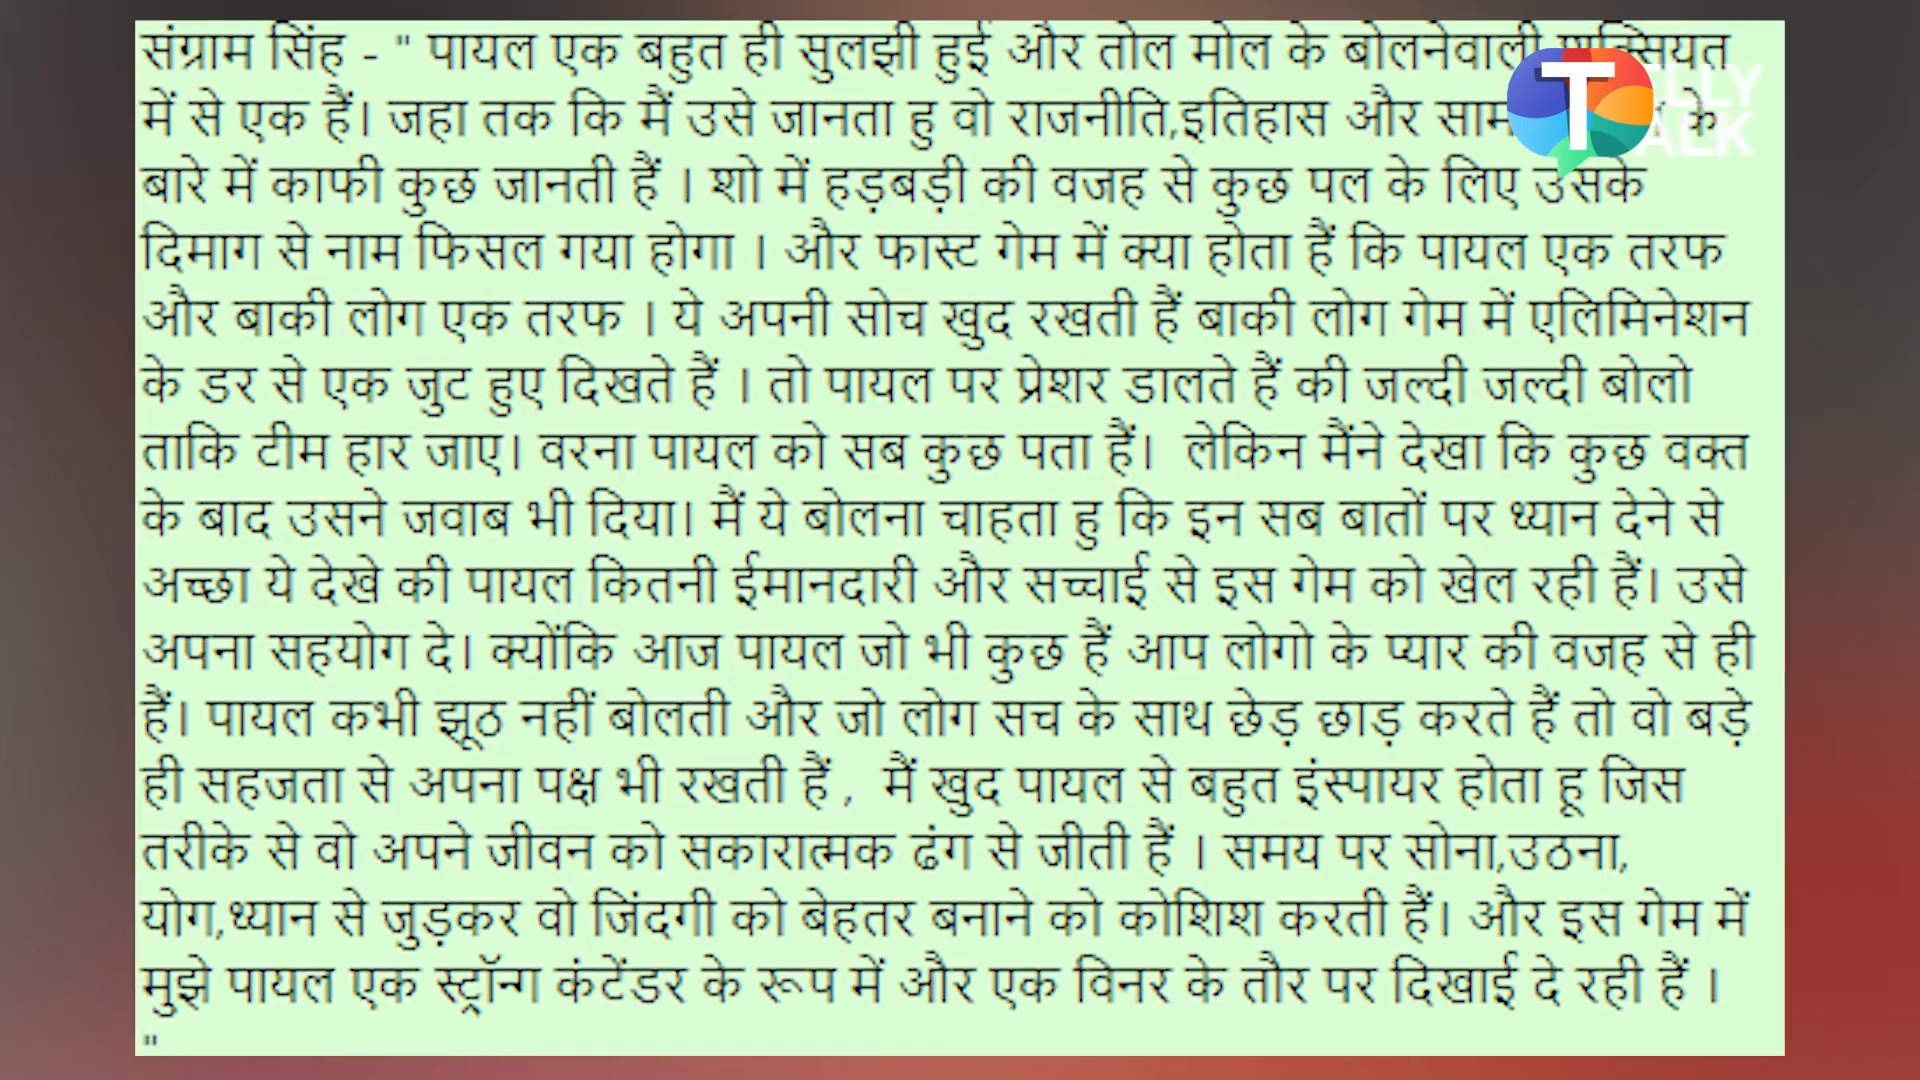 संग्राम सिंह - " पायल एक बहुत ही सुलझी हुई और तोल मोल के बोलनेवाली
में से एक हैं। जहा तक कि मैं उसे जानता हु वो राजनीति,इतिहास और के
बारे में काफी कुछ जानती हैं । शो में हड़बड़ी की वजह से कुछ पल के लिए उसके
दिमाग से नाम फिसल गया होगा । और फास्ट गेम में क्या होता हैं कि पायल एक तरफ
और बाकी लोग एक तरफ । ये अपनी सोच खुद रखती हैं बाकी लोग गेम में एलिमिनेशन
के डर से एक जुट हुए दिखते हैं । तो पायल पर प्रेशर डालते हैं की जल्दी जल्दी बोलो
ताकि टीम हार जाए। वरना पायल को सब कुछ पता हैं। लेकिन मैंने देखा कि कुछ वक्त
के बाद उसने जवाब भी दिया। मैं ये बोलना चाहता हु कि इन सब बातों पर ध्यान देने से
अच्छा ये देखे की पायल कितनी ईमानदारी और सच्चाई से इस गेम को खेल रही हैं। उसे
अपना सहयोग दे। क्योंकि आज पायल जो भी कुछ हैं आप लोगो के प्यार की वजह से ही
हैं। पायल कभी झूठ नहीं बोलती और जो लोग सच के साथ छेड़ छाड़ करते हैं तो वो बड़े
ही सहजता से अपना पक्ष भी रखती हैं , मैं खुद पायल से बहुत इंस्पायर होता हू जिस
तरीके से वो अपने जीवन को सकारात्मक ढंग से जीती हैं । समय पर सोना,उठना,
योग,ध्यान से जुड़कर वो जिंदगी को बेहतर बनाने को कोशिश करती हैं। और इस गेम में
मुझे पायल एक स्ट्रॉन्ग कंटेंडर के रूप में और एक विनर के तौर पर दिखाई दे रही हैं ।
"